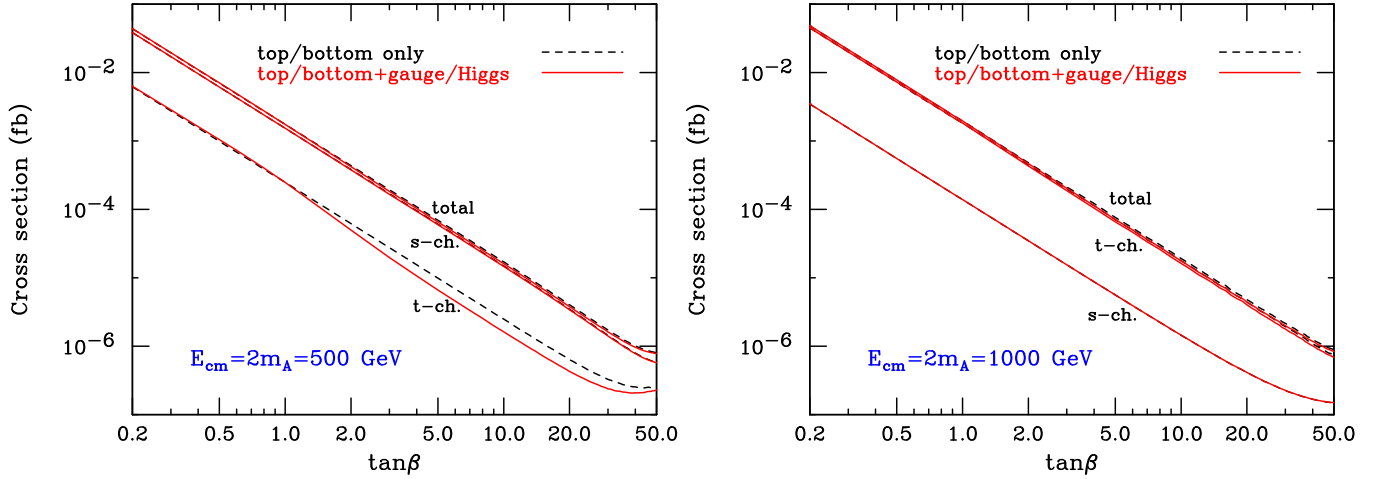 top/bottom only
top/bottom+gauge/Higgs
10−2
10−4
10−6
Cross section (fb)
total
s−ch.
t−ch.
Ecm=2mA=500 GeV
0.2 0.5 1.0 2.0 5.0 10.0 20.0 50.0
tanβ
top/bottom only
top/bottom+gauge/Higgs
10−2
10−4
10−6
Cross section (fb)
total
t−ch.
s−ch.
Ecm=2mA=1000 GeV
0.2 0.5 1.0 2.0 5.0 10.0 20.0 50.0
tanβ